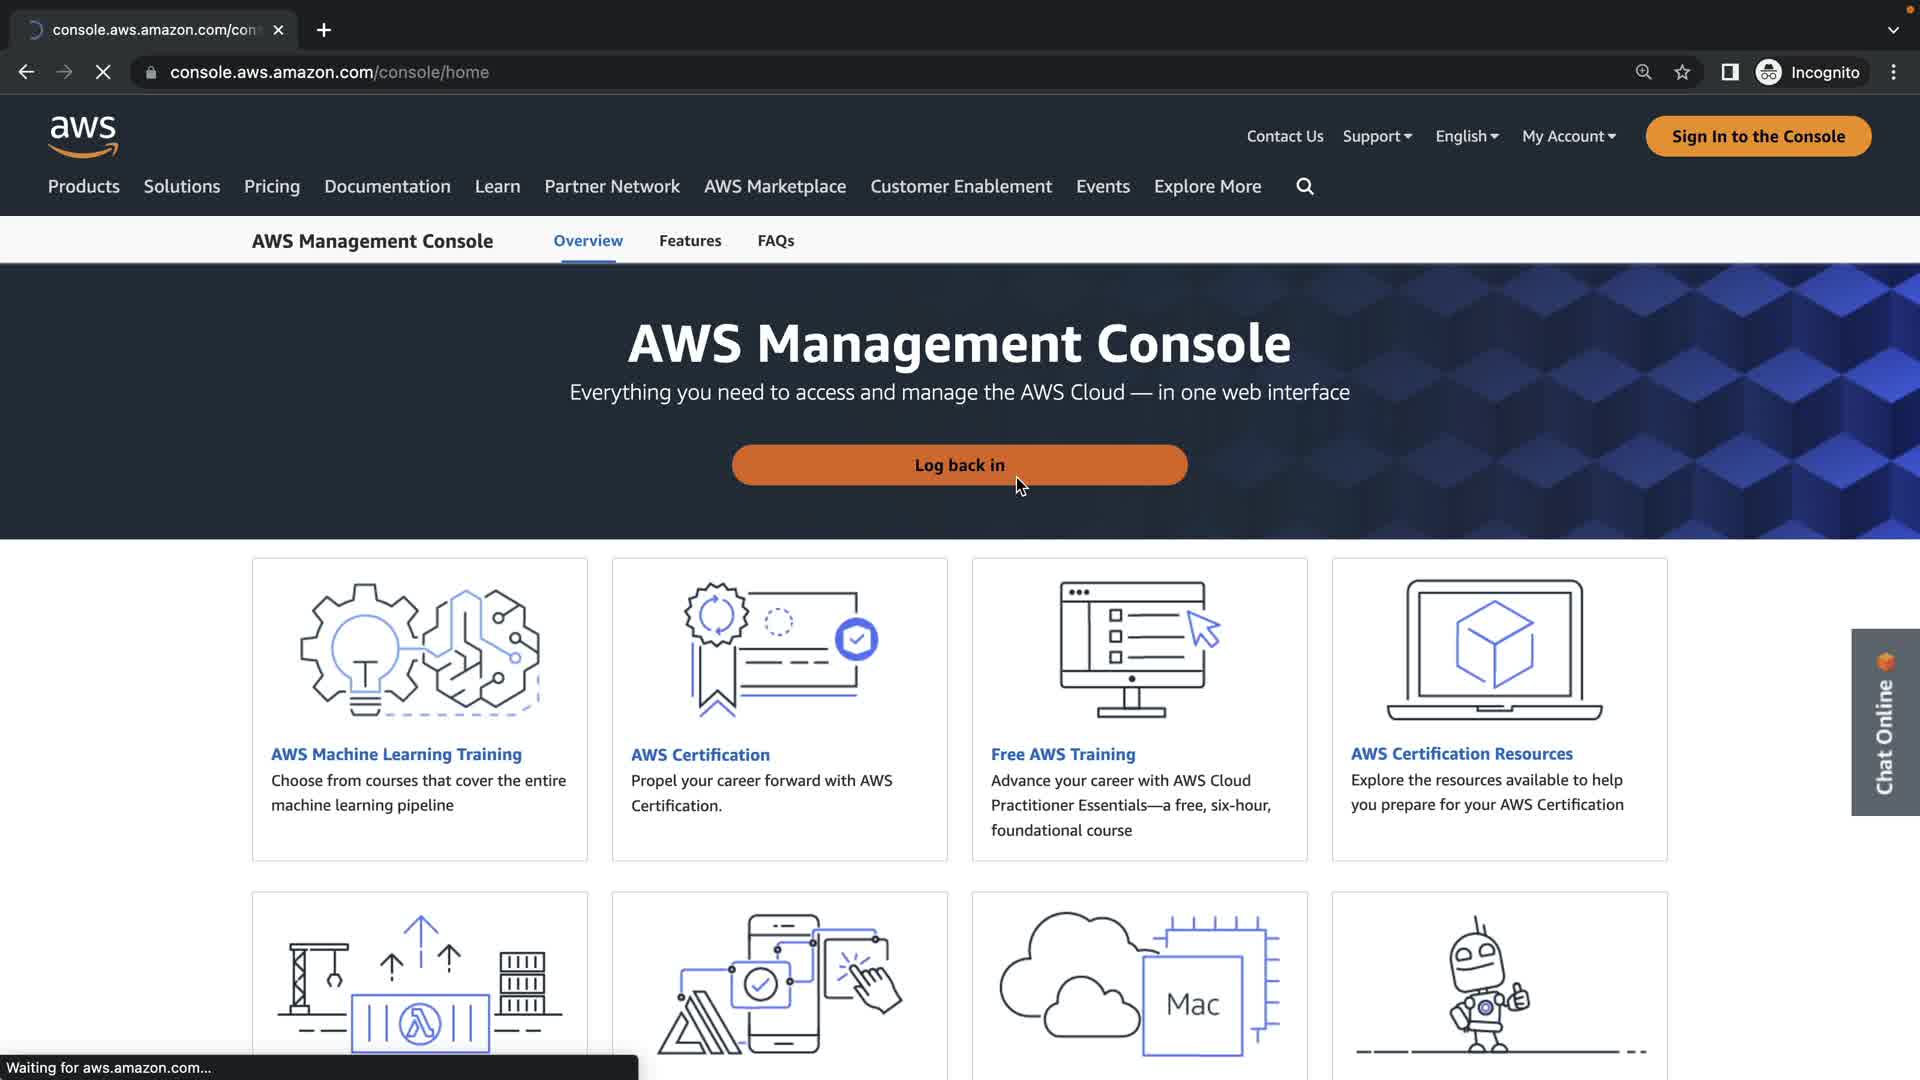 console.aws.amazon.com/con
console.aws.amazon.com/console/home
Incognito
aws
Contact Us
Support
English
My Account
Sign In to the Console
Products
Solutions
Pricing
Documentation
Learn
Partner Network
AWS Marketplace
Customer Enablement
Events
Explore More
AWS Management Console
Overview
Features
FAQs
AWS Management Console
Everything you need to access and manage the AWS Cloud — in one web interface
Log back in
AWS Machine Learning Training
Choose from courses that cover the entire
machine learning pipeline
AWS Certification
Propel your career forward with AWS
Certification.
Free AWS Training
Advance your career with AWS Cloud
Practitioner Essentials—a free, six-hour,
foundational course
AWS Certification Resources
Explore the resources available to help
you prepare for your AWS Certification
Chat Online
Mac
Waiting for aws.amazon.com...